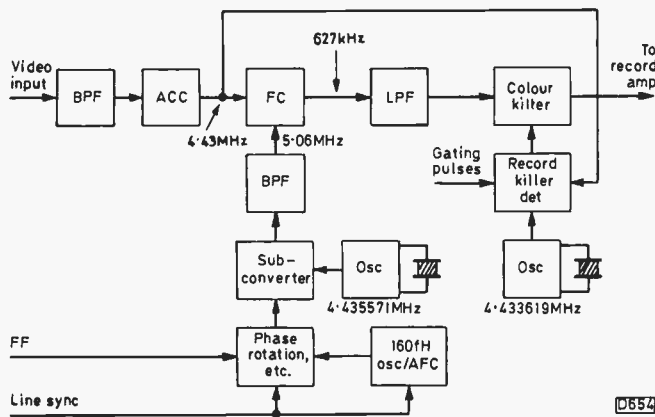 Video
input
BPF
ACC
4·43MHz
FC
627kHz
LPF
Colour
killer
To
record
amp
5·06MHz
BPF
Gating
pulses
Record
killer
det
Sub-
converter
Osc
4·435571MHz
Osc
4·433619MHz
FF
Phase
rotation,
etc.
160fH
osc/AFC
Line sync
D654